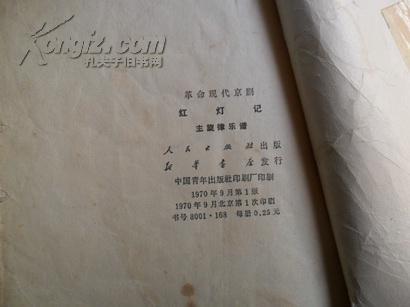 kongfz.com
孔夫子旧书网
革命现代京剧
红灯记
主旋律乐谱
人民出版社出版
新华书店发行
中国青年出版社印刷厂印刷
1970年9月第1版
1970年9月北京第1次印刷
书号8001·168 每册0.25元